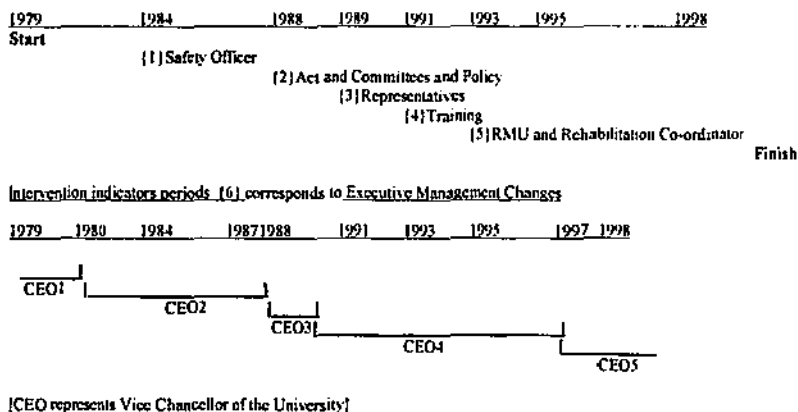 1979 1984 1988 1989 1991 1993 1995 1998
Start
{1}Safety Officer
{2}Act and Committees and Policy
{3}Representatives
{4}Training
{5}RMU and Rehabilitation Co-ordinator
Finish
Intervention indicators periods {6} corresponds to Executive Management Changes
1979 1980 1984 1987 1988 1991 1993 1995 1997 1998
CEO1
CEO2
CEO3
CEO4
CEO5
[CEO represents Vice Chancellor of the University]